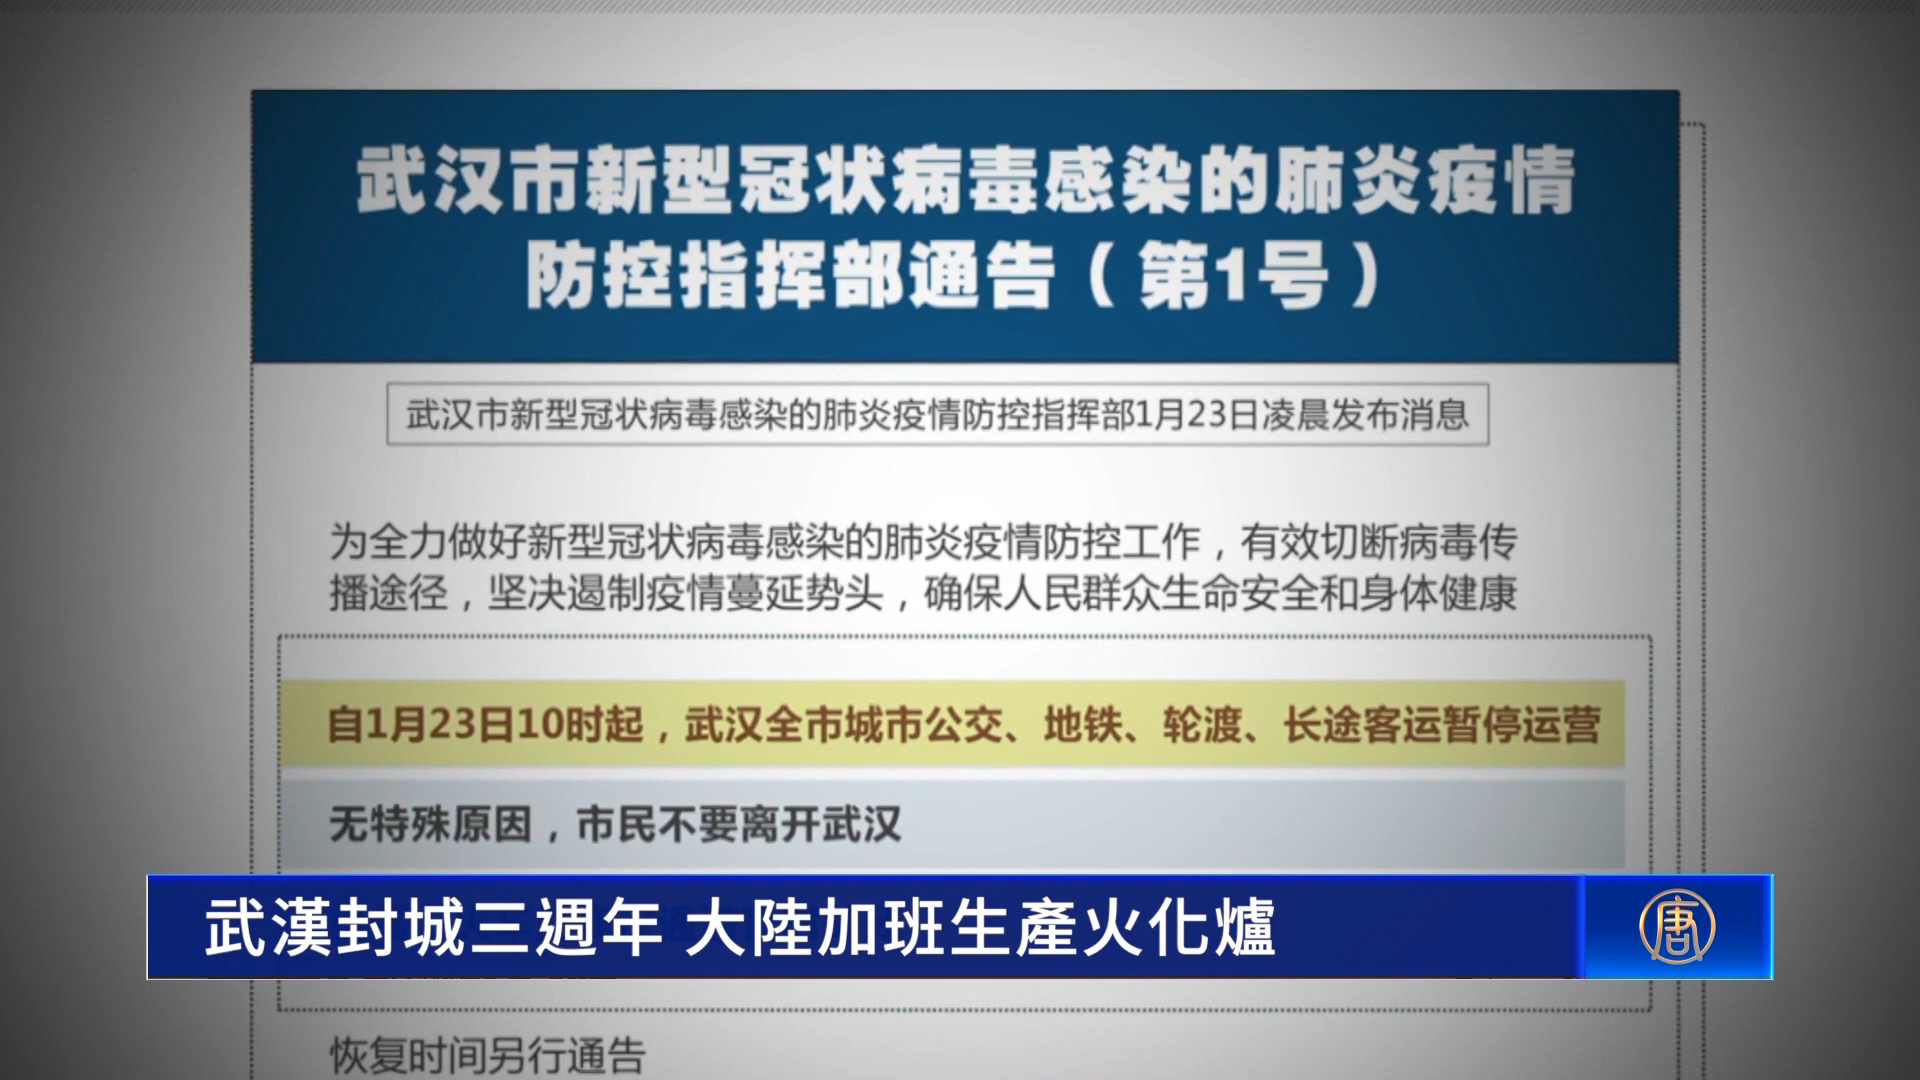 武汉市新型冠状病毒感染的肺炎疫情
防控指挥部通告（第1号）
武汉市新型冠状病毒感染的肺炎疫情防控指挥部1月23日凌晨发布消息
为全力做好新型冠状病毒感染的肺炎疫情防控工作，有效切断病毒传
播途径，坚决遏制疫情蔓延势头，确保人民群众生命安全和身体健康
自1月23日10时起，武汉全市城市公交、地铁、轮渡、长途客运暂停运营
无特殊原因，市民不要离开武汉
武漢封城三週年 大陸加班生產火化爐
唐
恢复时间另行通告